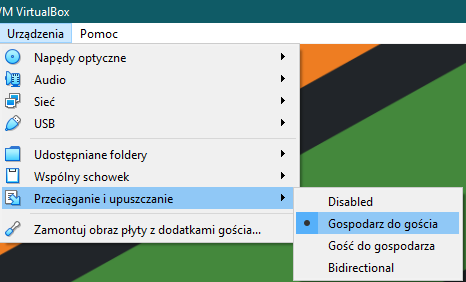 VM VirtualBox
Urządzenia Pomoc
Napędy optyczne
Audio
Sieć
USB
Udostępniane foldery
Wspólny schowek
Przeciąganie i upuszczanie
Zamontuj obraz płyty z dodatkami gościa...
Disabled
Gospodarz do gościa
Gość do gospodarza
Bidirectional